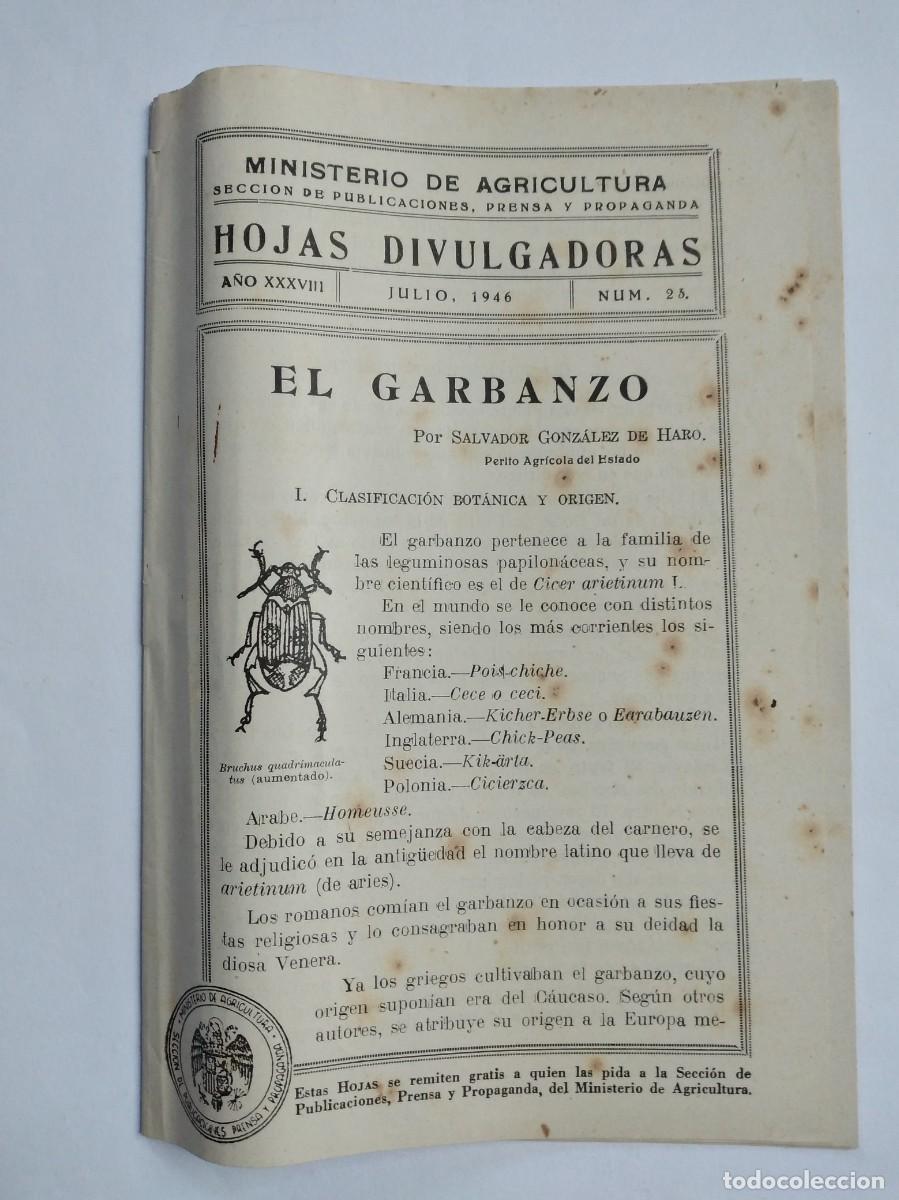 MINISTERIO DE AGRICULTURA
SECCION DE PUBLICACIONES, PRENSA Y PROPAGANDA
HOJAS DIVULGADORAS
AÑO XXXVIII JULIO, 1946 NUM. 25.
EL GARBANZO
Por SALVADOR GONZÁLEZ DE HARO.
Perito Agrícola del Estado
I. CLASIFICACIÓN BOTÁNICA Y ORIGEN.
El garbanzo pertenece a la familia de
las leguminosas papilonáceas, y su nom-
bre científico es el de Cicer arietinum L.
En el mundo se le conoce con distintos
nombres, siendo los más corrientes los si-
guientes:
Francia.—Pois-chiche.
Italia.—Cece o ceci.
Alemania.—Kicher-Erbse o Earabauzen.
Inglaterra.—Chick-Peas.
Suecia.—Kik-ärta.
Polonia.—Cicierzca.
Bruchus quadrimacula-
tus (aumentado).
Arabe.—Homeusse.
Debido a su semejanza con la cabeza del carnero, se
le adjudicó en la antigüedad el nombre latino que lleva de
arietinum (de aries).
Los romanos comían el garbanzo en ocasión a sus fies-
tas religiosas y lo consagraban en honor a su deidad la
diosa Venera.
Ya los griegos cultivaban el garbanzo, cuyo
origen suponían era del Cáucaso. Según otros
autores, se atribuye su origen a la Europa me-
MINISTERIO DE AGRICULTURA
SECCION DE PUBLICACIONES PRENSA Y PROPAGANDA
Estas HOJAS se remiten gratis a quien las pida a la Sección de
Publicaciones, Prensa y Propaganda, del Ministerio de Agricultura.
todocoleccion